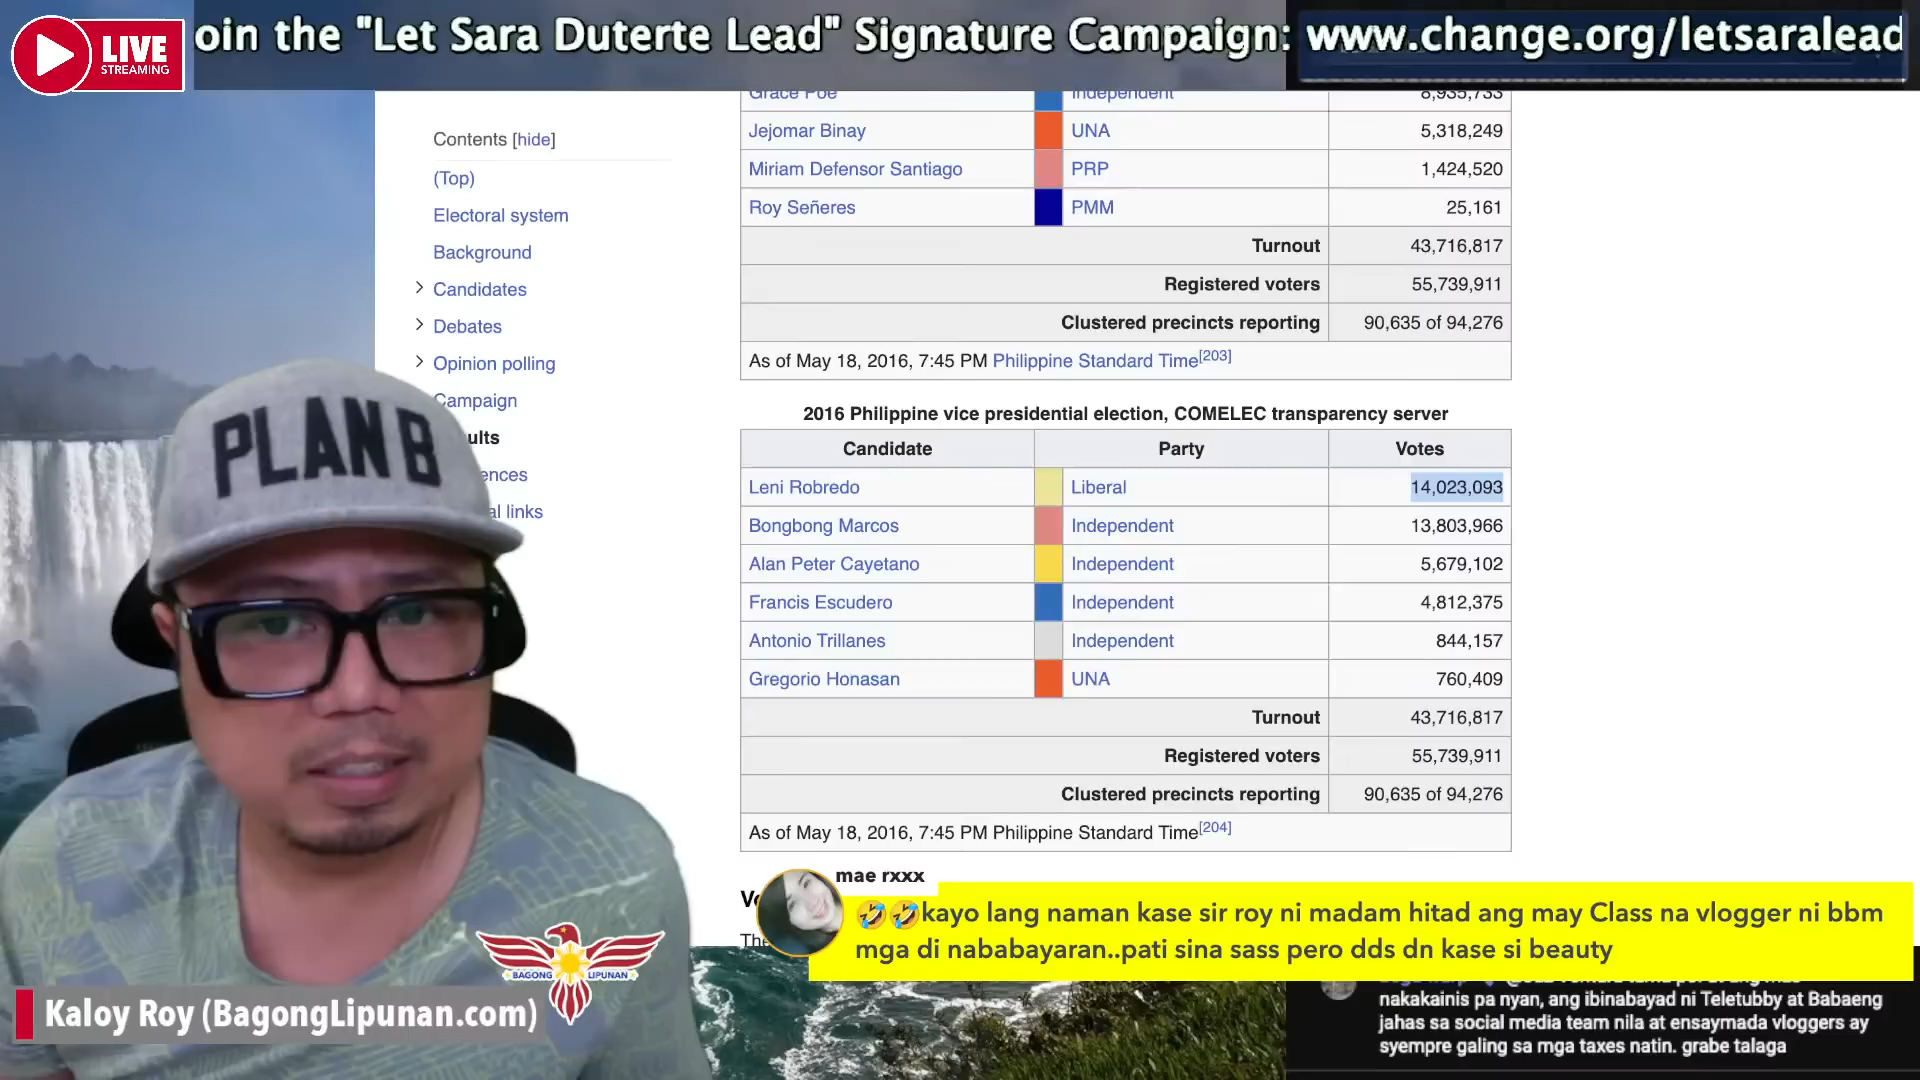 LIVE
STREAMING
oin the "Let Sara Duterte Lead" Signature Campaign: www.change.org/letsaralead
Contents [hide]
(Top)
Electoral system
Background
Candidates
Debates
Opinion polling
Campaign
ults
ences
al links
Grace Poe Independent 8,935,733
Jejomar Binay UNA 5,318,249
Miriam Defensor Santiago PRP 1,424,520
Roy Señeres PMM 25,161
Turnout 43,716,817
Registered voters 55,739,911
Clustered precincts reporting 90,635 of 94,276
As of May 18, 2016, 7:45 PM Philippine Standard Time[203]
2016 Philippine vice presidential election, COMELEC transparency server
Candidate Party Votes
Leni Robredo Liberal 14,023,093
Bongbong Marcos Independent 13,803,966
Alan Peter Cayetano Independent 5,679,102
Francis Escudero Independent 4,812,375
Antonio Trillanes Independent 844,157
Gregorio Honasan UNA 760,409
Turnout 43,716,817
Registered voters 55,739,911
Clustered precincts reporting 90,635 of 94,276
As of May 18, 2016, 7:45 PM Philippine Standard Time[204]
PLAN B
mae rxxx
🤣🤣kayo lang naman kase sir roy ni madam hitad ang may Class na vlogger ni bbm
mga di nababayaran..pati sina sass pero dds dn kase si beauty
The
BAGONG LIPUNAN
Kaloy Roy (BagongLipunan.com)
nakakainis pa nyan, ang ibinabayad ni Teletubby at Babaeng
jahas sa social media team nila at ensaymada vloggers ay
syempre galing sa mga taxes natin. grabe talaga